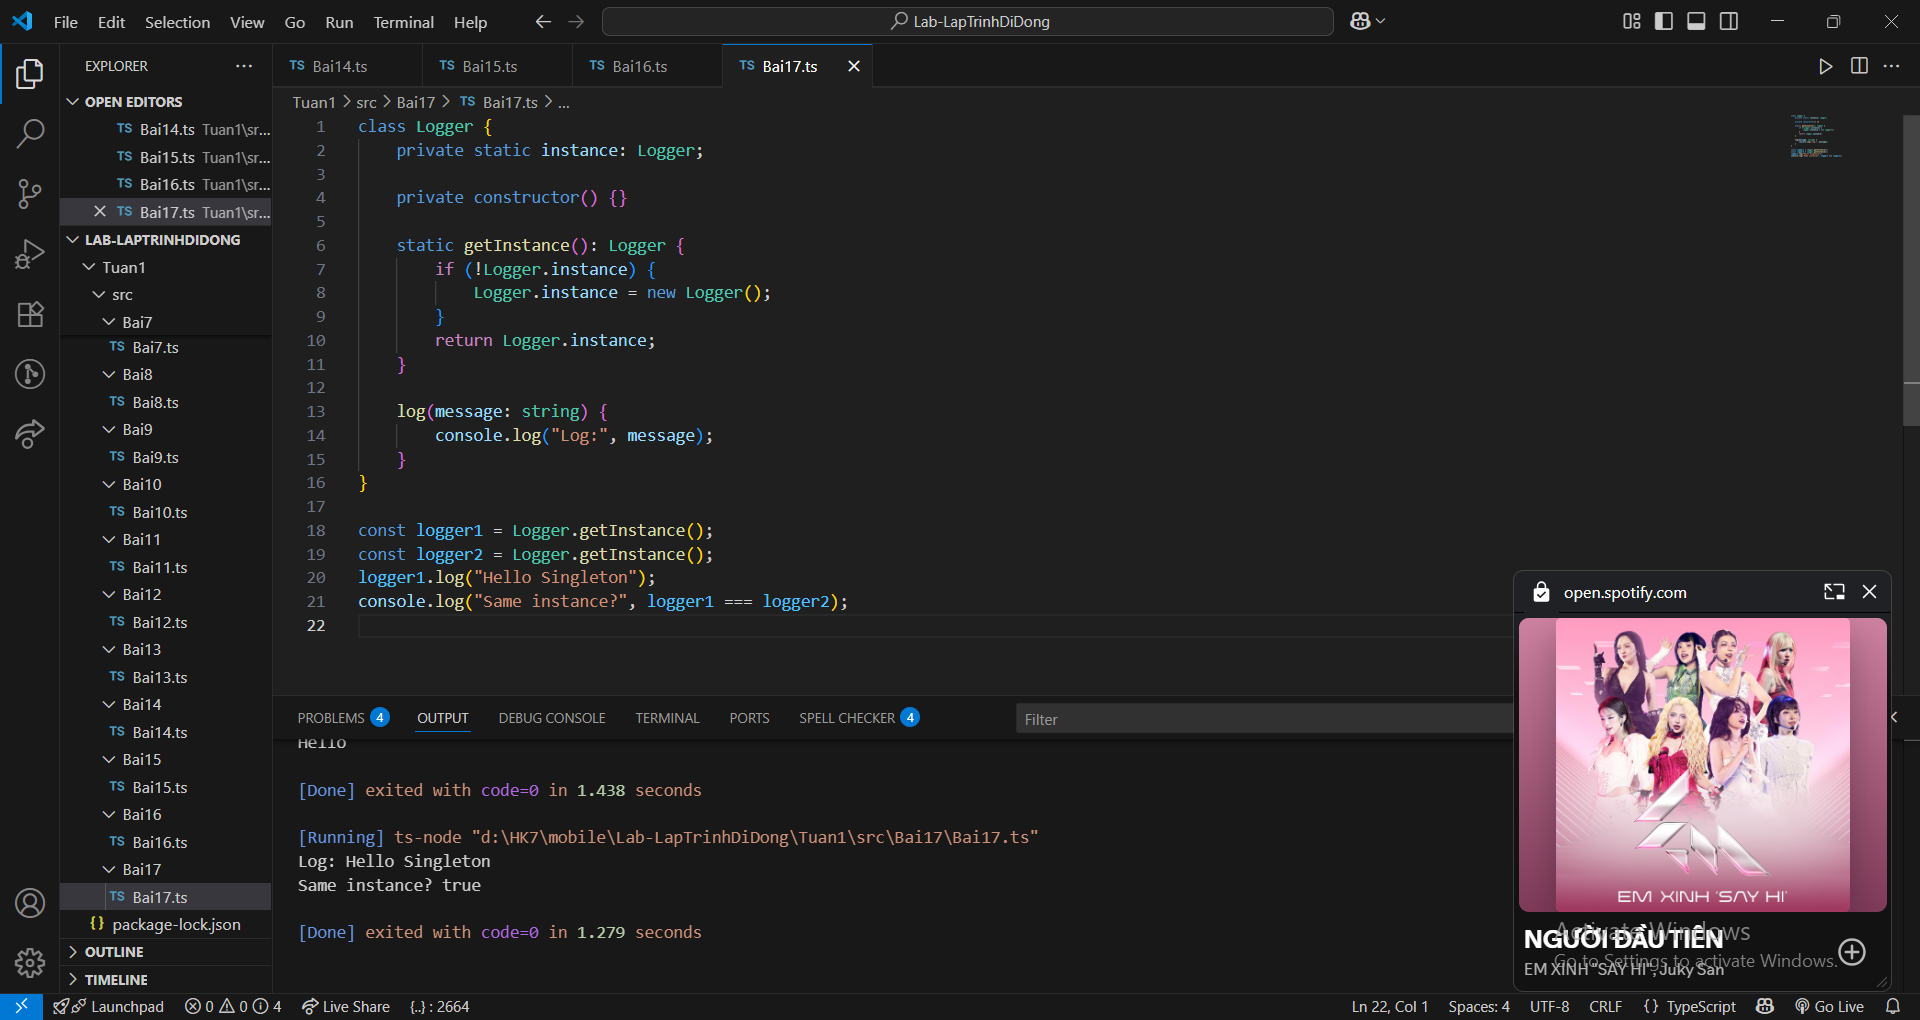 File Edit Selection View Go Run Terminal Help
Lab-LapTrinhDiDong
EXPLORER
TS Bai14.ts
TS Bai15.ts
TS Bai16.ts
TS Bai17.ts
OPEN EDITORS
TS Bai14.ts Tuan1\sr...
TS Bai15.ts Tuan1\sr...
TS Bai16.ts Tuan1\sr...
TS Bai17.ts Tuan1\sr...
LAB-LAPTRINHDIDONG
Tuan1
src
Bai7
TS Bai7.ts
Bai8
TS Bai8.ts
Bai9
TS Bai9.ts
Bai10
TS Bai10.ts
Bai11
TS Bai11.ts
Bai12
TS Bai12.ts
Bai13
TS Bai13.ts
Bai14
TS Bai14.ts
Bai15
TS Bai15.ts
Bai16
TS Bai16.ts
Bai17
TS Bai17.ts
{} package-lock.json
OUTLINE
TIMELINE
Tuan1 > src > Bai17 > TS Bai17.ts > ...
1 class Logger {
2 private static instance: Logger;
3
4 private constructor() {}
5
6 static getInstance(): Logger {
7 if (!Logger.instance) {
8 Logger.instance = new Logger();
9 }
10 return Logger.instance;
11 }
12
13 log(message: string) {
14 console.log("Log:", message);
15 }
16 }
17
18 const logger1 = Logger.getInstance();
19 const logger2 = Logger.getInstance();
20 logger1.log("Hello Singleton");
21 console.log("Same instance?", logger1 === logger2);
22
PROBLEMS 4 OUTPUT DEBUG CONSOLE TERMINAL PORTS SPELL CHECKER 4
Filter
Hello
[Done] exited with code=0 in 1.438 seconds
[Running] ts-node "d:\HK7\mobile\Lab-LapTrinhDiDong\Tuan1\src\Bai17\Bai17.ts"
Log: Hello Singleton
Same instance? true
[Done] exited with code=0 in 1.279 seconds
open.spotify.com
EM XINH "SAY HI"
NGƯỜI ĐẦU TIÊN
EM XINH "SAY HI", Juky San
Activate Windows
Go to Settings to activate Windows.
Launchpad 0 0 4 Live Share {..} : 2664
Ln 22, Col 1 Spaces: 4 UTF-8 CRLF {} TypeScript Go Live